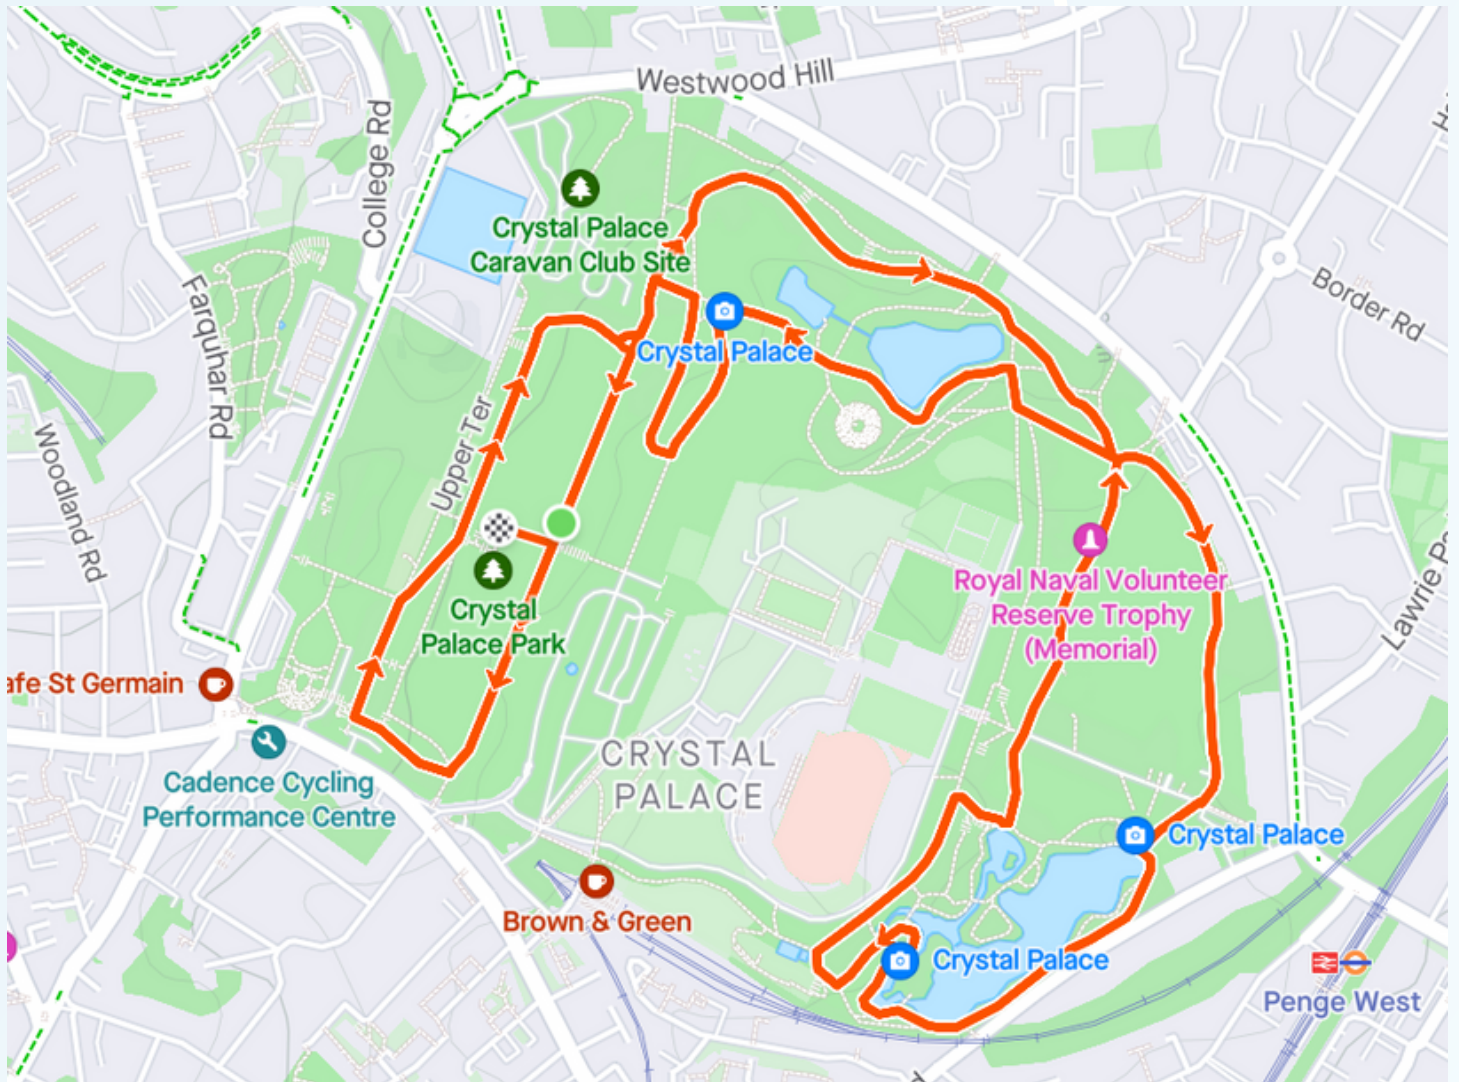 Westwood Hill
College Rd
Crystal Palace
Caravan Club Site
Farquhar Rd
Border Rd
Crystal Palace
Upper Ter
Woodland Rd
Royal Naval Volunteer
Reserve Trophy
(Memorial)
Crystal
Palace Park
Lawrie P
afe St Germain
CRYSTAL
PALACE
Cadence Cycling
Performance Centre
Crystal Palace
Brown & Green
Crystal Palace
Penge West